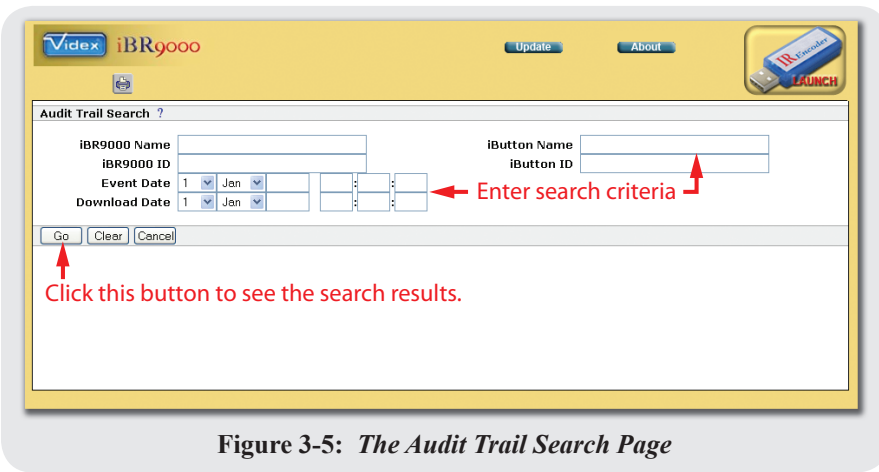 Videx iBR9000
Update About
IR Encoder
LAUNCH
Audit Trail Search ?
iBR9000 Name
iButton Name
iBR9000 ID
iButton ID
Event Date 1 Jan : :
Enter search criteria
Download Date 1 Jan : :
Go Clear Cancel
Click this button to see the search results.
Figure 3-5: The Audit Trail Search Page